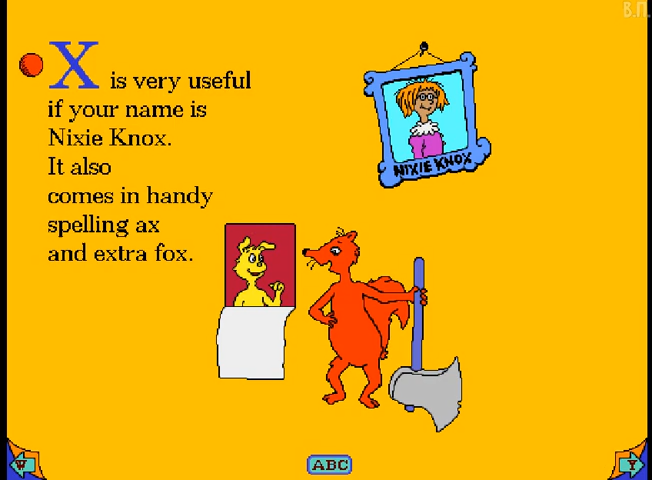 X is very useful
if your name is
Nixie Knox.
It also
comes in handy
spelling ax
and extra fox.
NIXIE KNOX
W
ABC
Y
В.П.